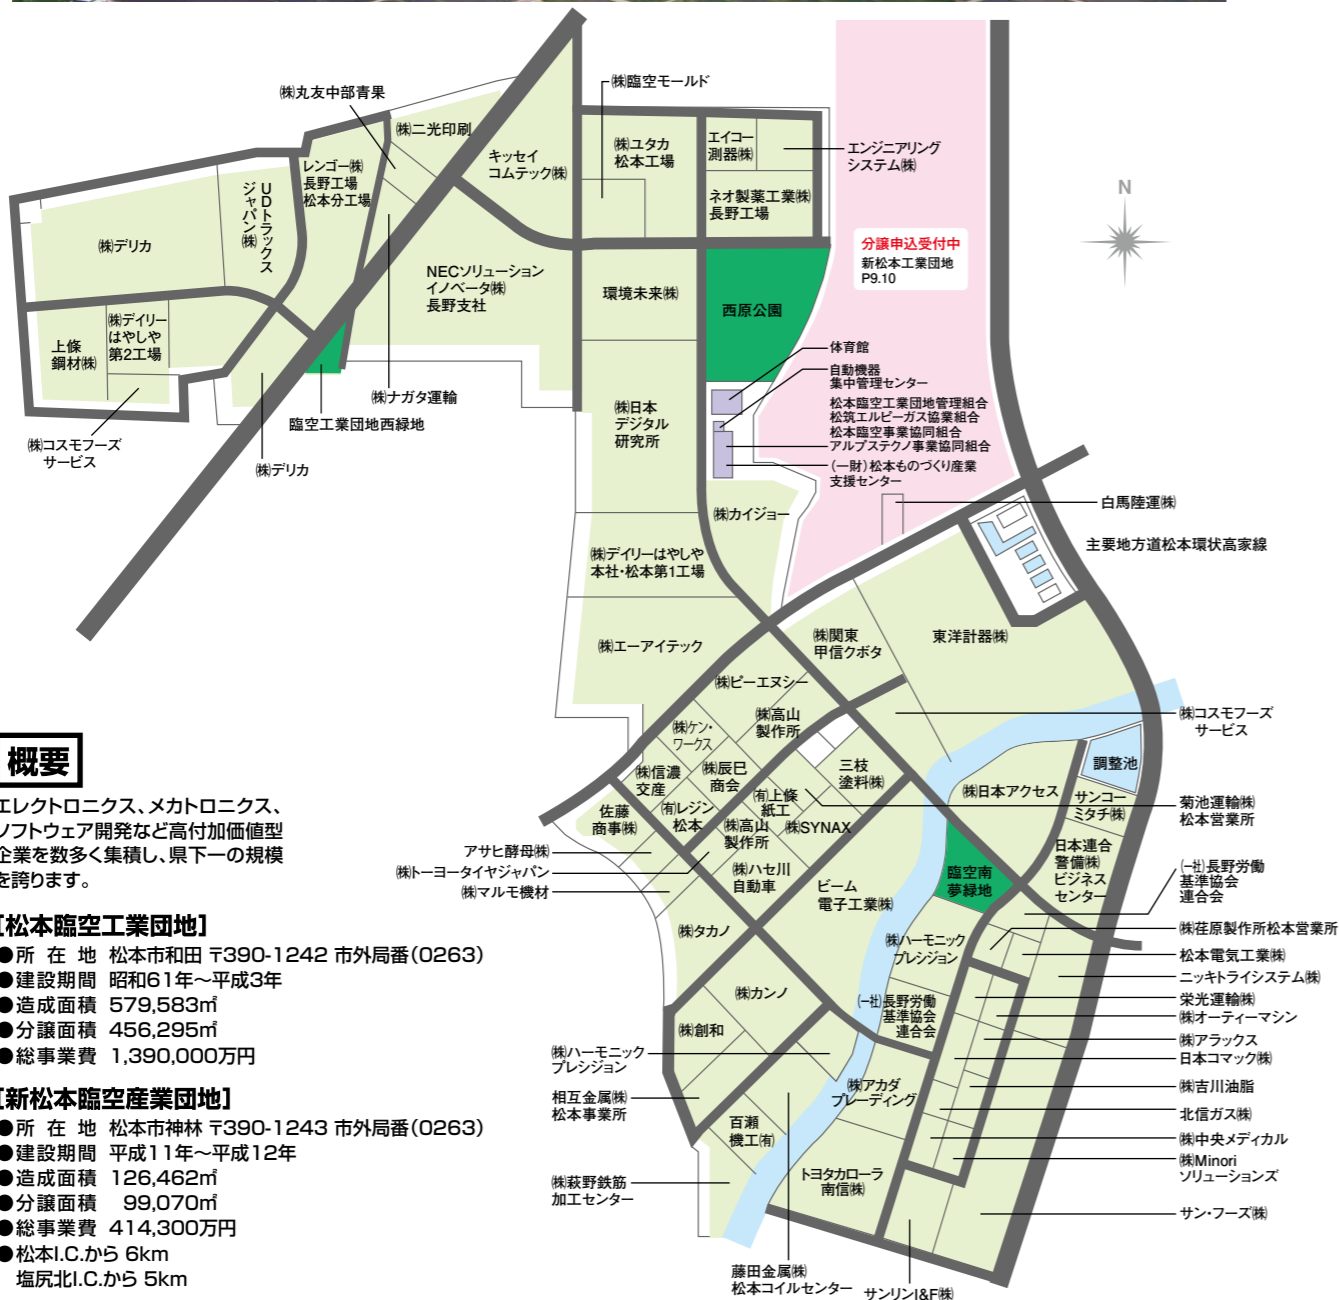 ㈱丸友中部青果
㈱二光印刷
㈱臨空モールド
キッセイ
コムテック㈱
㈱ユタカ
松本工場
エイコー
測器㈱
エンジニアリング
システム㈱
ネオ製薬工業㈱
長野工場
レンゴー㈱
長野工場
松本分工場
UDトラックス
ジャパン㈱
㈱デリカ
N
分譲申込受付中
新松本工業団地
P9.10
NECソリューション
イノベータ㈱
長野支社
環境未来㈱
西原公園
上條
鋼材㈱
㈱デイリー
はやしや
第2工場
体育館
自動機器
集中管理センター
松本臨空工業団地管理組合
松筑エルピーガス協業組合
松本臨空事業協同組合
アルプステクノ事業協同組合
(一財)松本ものづくり産業
支援センター
㈱ナガタ運輸
臨空工業団地西緑地
㈱コスモフーズ
サービス
㈱デリカ
㈱日本
デジタル
研究所
㈱カイジョー
白馬陸運㈱
主要地方道松本環状高家線
㈱デイリーはやしや
本社・松本第1工場
㈱エーアイテック
㈱関東
甲信クボタ
東洋計器㈱
㈱ビーエヌシー
㈱高山
製作所
㈱ケン・
ワークス
㈱コスモフーズ
サービス
調整池
㈱信濃
交産
㈱辰巳
商会
三枝
塗料㈱
㈱日本アクセス
サンコー
ミタチ㈱
菊池運輸㈱
松本営業所
佐藤
商事㈱
㈲レジン
松本
㈲上條
紙工
㈱高山
製作所
㈱SYNAX
アサヒ酵母㈱
㈱トーヨータイヤジャパン
㈱マルモ機材
㈱ハセ川
自動車
ビーム
電子工業㈱
臨空南
夢緑地
日本連合
警備㈱
ビジネス
センター
(一社)長野労働
基準協会
連合会
㈱荏原製作所松本営業所
松本電気工業㈱
ニッキトライシステム㈱
栄光運輸㈱
㈱オーティーマシン
㈱アラックス
日本コマック㈱
㈱吉川油脂
北信ガス㈱
㈱中央メディカル
㈱Minori
ソリューションズ
サン・フーズ㈱
㈱タカノ
㈱ハーモニック
プレシジョン
㈱カンノ
(一社)長野労働
基準協会
連合会
㈱創和
㈱ハーモニック
プレシジョン
相互金属㈱
松本事業所
㈱アカダ
プレーディング
百瀬
機工㈲
㈱萩野鉄筋
加工センター
トヨタカローラ
南信㈱
藤田金属㈱
松本コイルセンター
サンリンI&F㈱
概要
エレクトロニクス、メカトロニクス、
ソフトウェア開発など高付加価値型
企業を数多く集積し、県下一の規模
を誇ります。
[松本臨空工業団地]
●所 在 地 松本市和田 〒390-1242 市外局番(0263)
●建設期間 昭和61年〜平成3年
●造成面積 579,583㎡
●分譲面積 456,295㎡
●総事業費 1,390,000万円
[新松本臨空産業団地]
●所 在 地 松本市神林 〒390-1243 市外局番(0263)
●建設期間 平成11年〜平成12年
●造成面積 126,462㎡
●分譲面積 99,070㎡
●総事業費 414,300万円
●松本I.C.から 6km
塩尻北I.C.から 5km